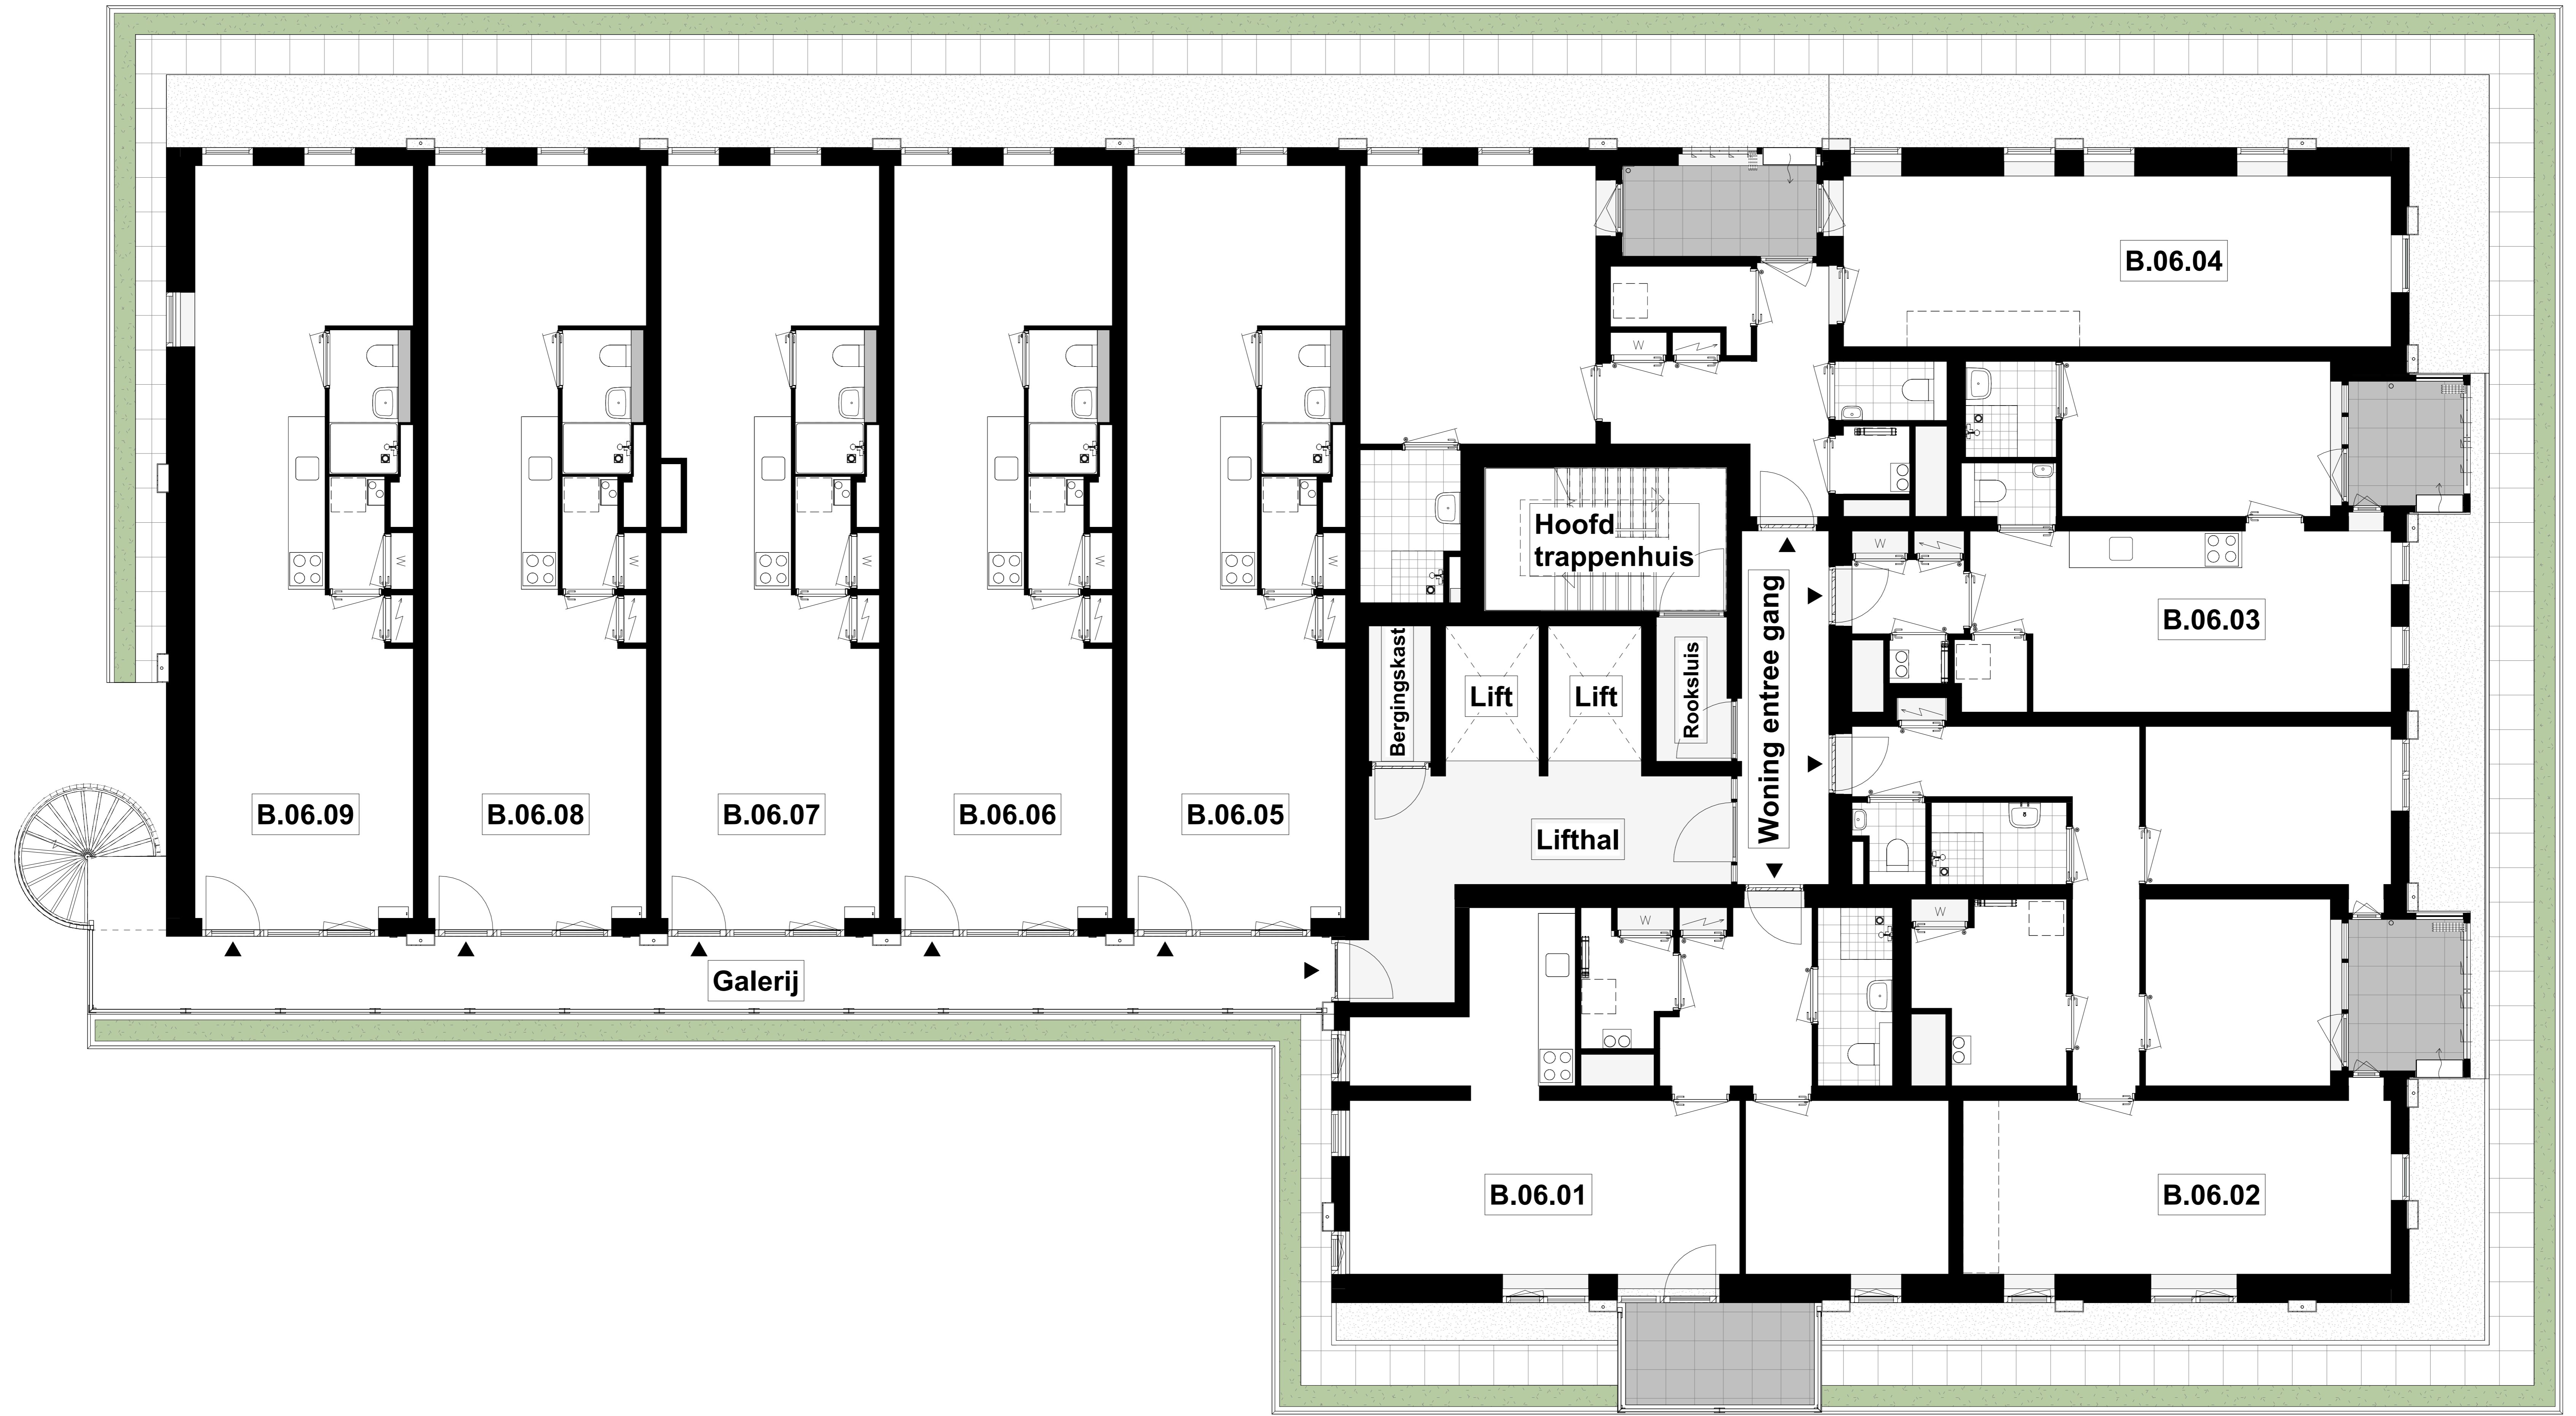 B.06.04
Hoofd
trappenhuis
B.06.03
Bergingskast
Lift
Lift
Rooksluis
Woning entree gang
B.06.09
B.06.08
B.06.07
B.06.06
B.06.05
Lifthal
Galerij
B.06.01
B.06.02
W
W
W
W
W
W
W
W
W